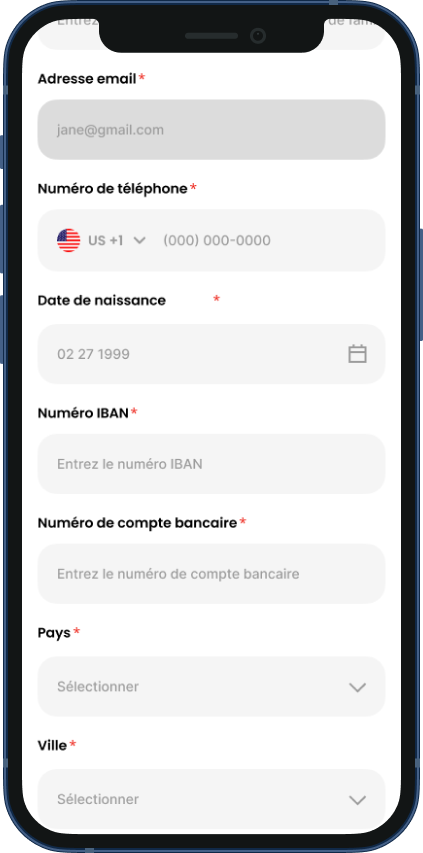 Entrez
de fam
Adresse email*
jane@gmail.com
Numéro de téléphone*
US +1 (000) 000-0000
Date de naissance *
02 27 1999
Numéro IBAN*
Entrez le numéro IBAN
Numéro de compte bancaire*
Entrez le numéro de compte bancaire
Pays*
Sélectionner
Ville*
Sélectionner